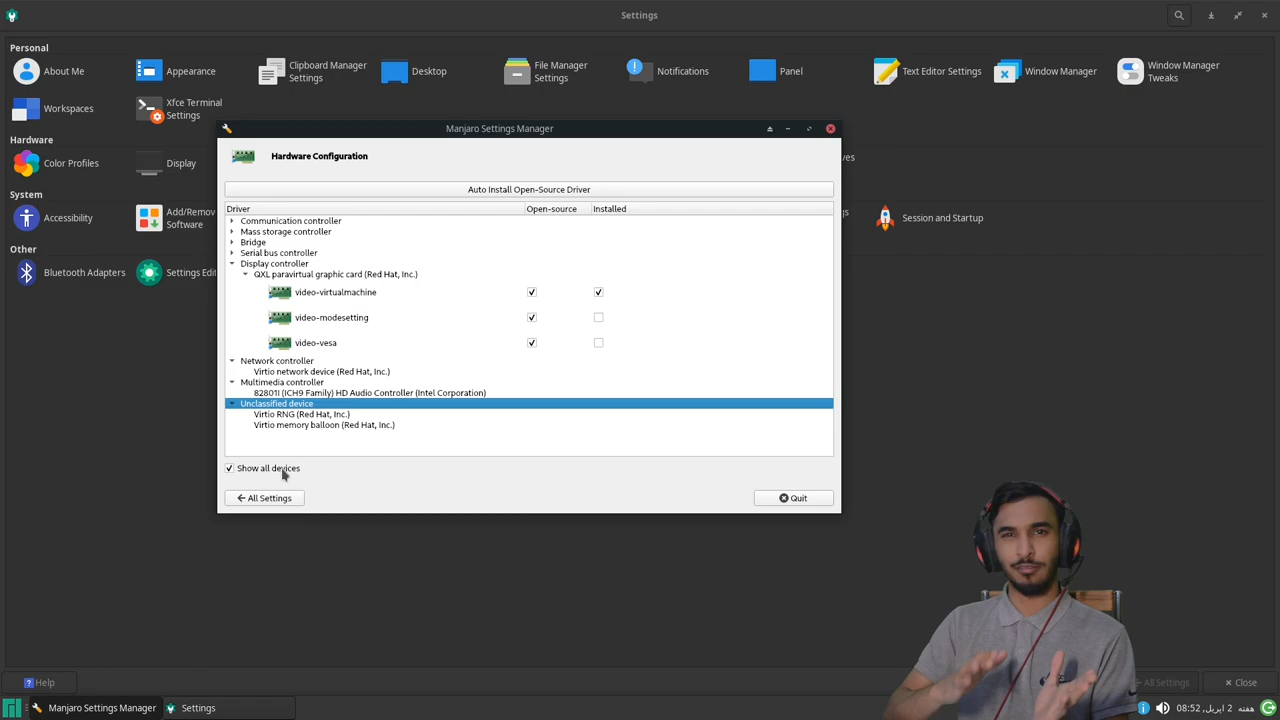 Settings
Personal
About Me
Appearance
Clipboard Manager
Settings
Desktop
File Manager
Settings
Notifications
Panel
Text Editor Settings
Window Manager
Window Manager
Tweaks
Workspaces
Xfce Terminal
Settings
Hardware
Color Profiles
Display
ves
System
Accessibility
Add/Remov
Software
gs
Session and Startup
Other
Bluetooth Adapters
Settings Edit
Manjaro Settings Manager
Hardware Configuration
Auto Install Open-Source Driver
Driver Open-source Installed
Communication controller
Mass storage controller
Bridge
Serial bus controller
Display controller
QXL paravirtual graphic card (Red Hat, Inc.)
video-virtualmachine
video-modesetting
video-vesa
Network controller
Virtio network device (Red Hat, Inc.)
Multimedia controller
82801I (ICH9 Family) HD Audio Controller (Intel Corporation)
Unclassified device
Virtio RNG (Red Hat, Inc.)
Virtio memory balloon (Red Hat, Inc.)
Show all devices
All Settings
Quit
Help
All Settings
Close
Manjaro Settings Manager
Settings
هفته 2 اپریل, 08:52